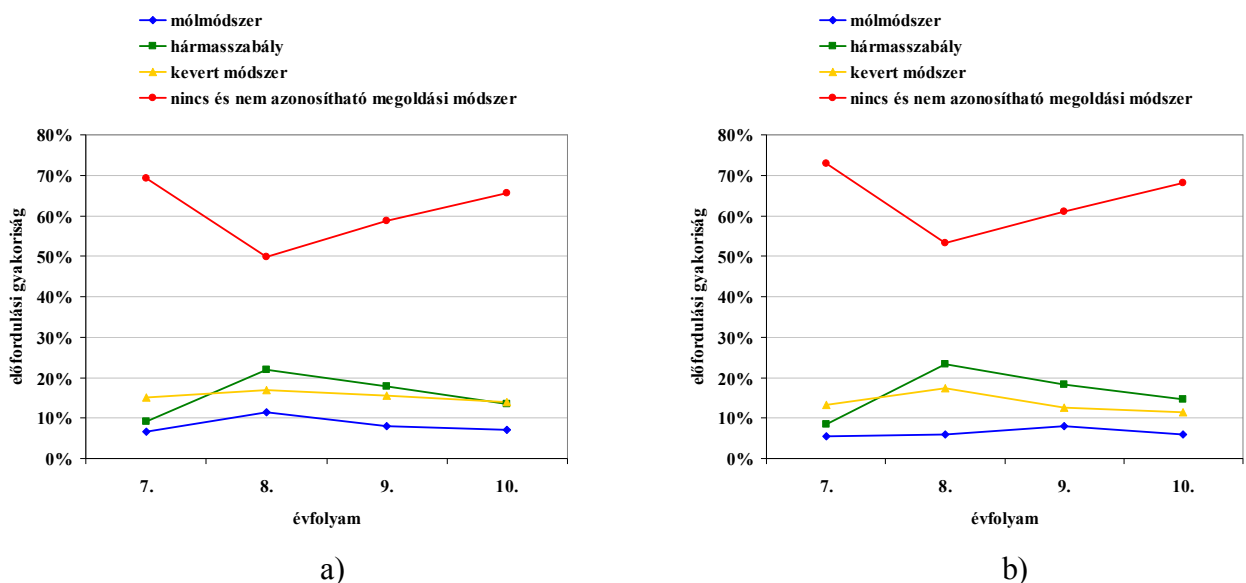 mólmódszer
hármasszabály
kevert módszer
nincs és nem azonosítható megoldási módszer
80%
70%
60%
50%
40%
30%
20%
10%
0%
előfordulási gyakoriság
7. 8. 9. 10.
évfolyam
a)
mólmódszer
hármasszabály
kevert módszer
nincs és nem azonosítható megoldási módszer
80%
70%
60%
50%
40%
30%
20%
10%
0%
előfordulási gyakoriság
7. 8. 9. 10.
évfolyam
b)